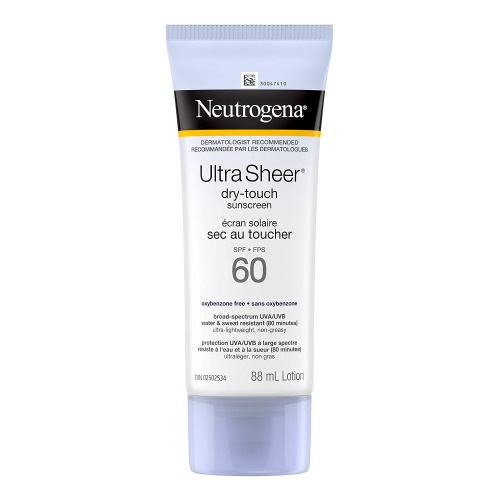 30047410
Neutrogena®
DERMATOLOGIST RECOMMENDED
RECOMMANDÉE PAR LES DERMATOLOGUES
Ultra Sheer®
dry-touch
sunscreen
écran solaire
sec au toucher
SPF • FPS
60
oxybenzone free • sans oxybenzone
broad-spectrum UVA/UVB
water & sweat resistant (80 minutes)
ultra-lightweight, non-greasy
protection UVA/UVB à large spectre
résiste à l'eau et à la sueur (80 minutes)
ultraléger, non gras
DIN 02502534
88 mL Lotion